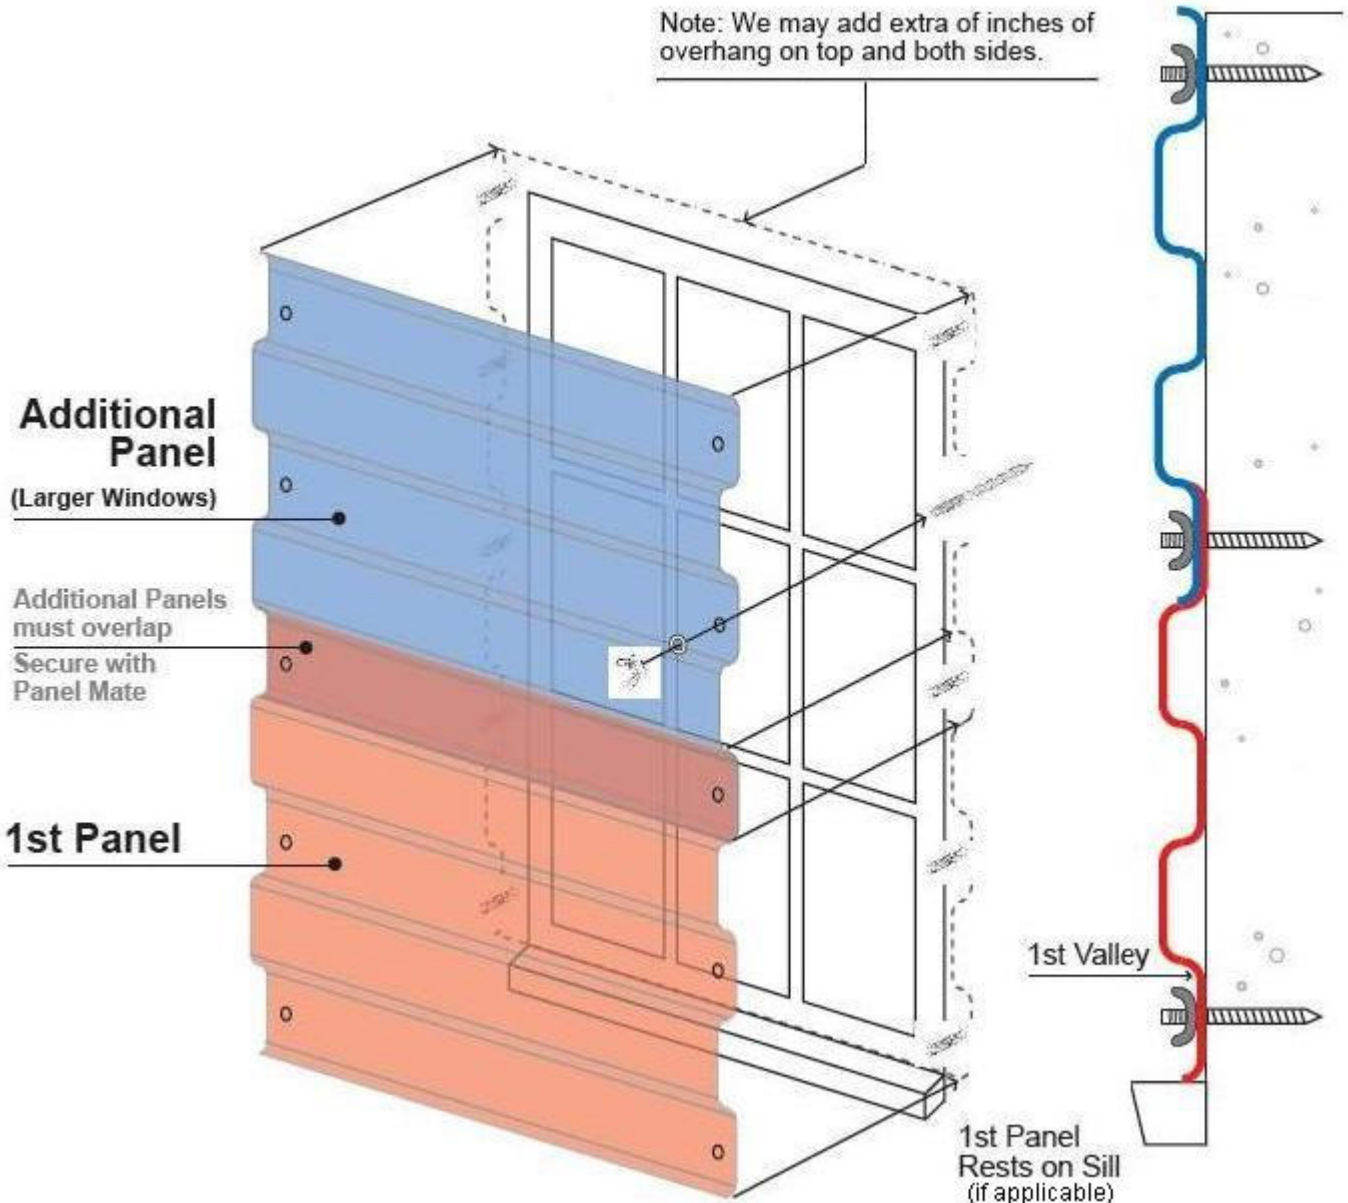 Note: We may add extra of inches of
overhang on top and both sides.
Additional
Panel
(Larger Windows)
Additional Panels
must overlap
Secure with
Panel Mate
1st Panel
1st Valley
1st Panel
Rests on Sill
(if applicable)